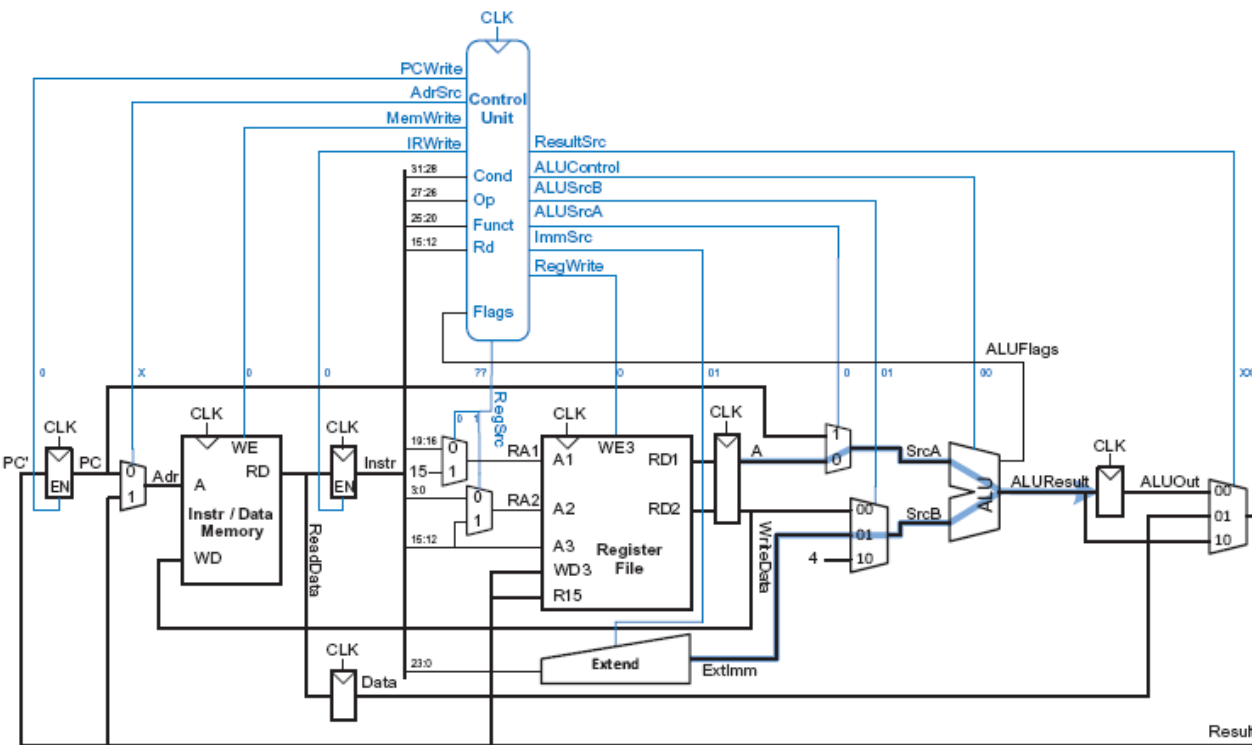 CLK
PCWrite
AdrSrc
Control
Unit
MemWrite
IRWrite
ResultSrc
31:28
Cond
ALUControl
27:26
Op
ALUSrcB
25:20
Funct
ALUSrcA
15:12
Rd
ImmSrc
RegWrite
Flags
ALUFlags
0
X
0
0
??
0
01
0
01
00
XX
RegSrc
0 1
CLK
CLK
CLK
CLK
CLK
CLK
PC'
EN
PC
0
1
Adr
WE
RD
A
Instr / Data
Memory
WD
EN
Instr
ReadData
19:16
15
3:0
15:12
0
1
0
1
RA1
RA2
WE3
A1
RD1
A2
RD2
A3
Register
File
WD3
R15
A
WriteData
1
0
SrcA
00
01
10
4
SrcB
ALU
ALUResult
ALUOut
00
01
10
23:0
Extend
ExtImm
CLK
Data
Result